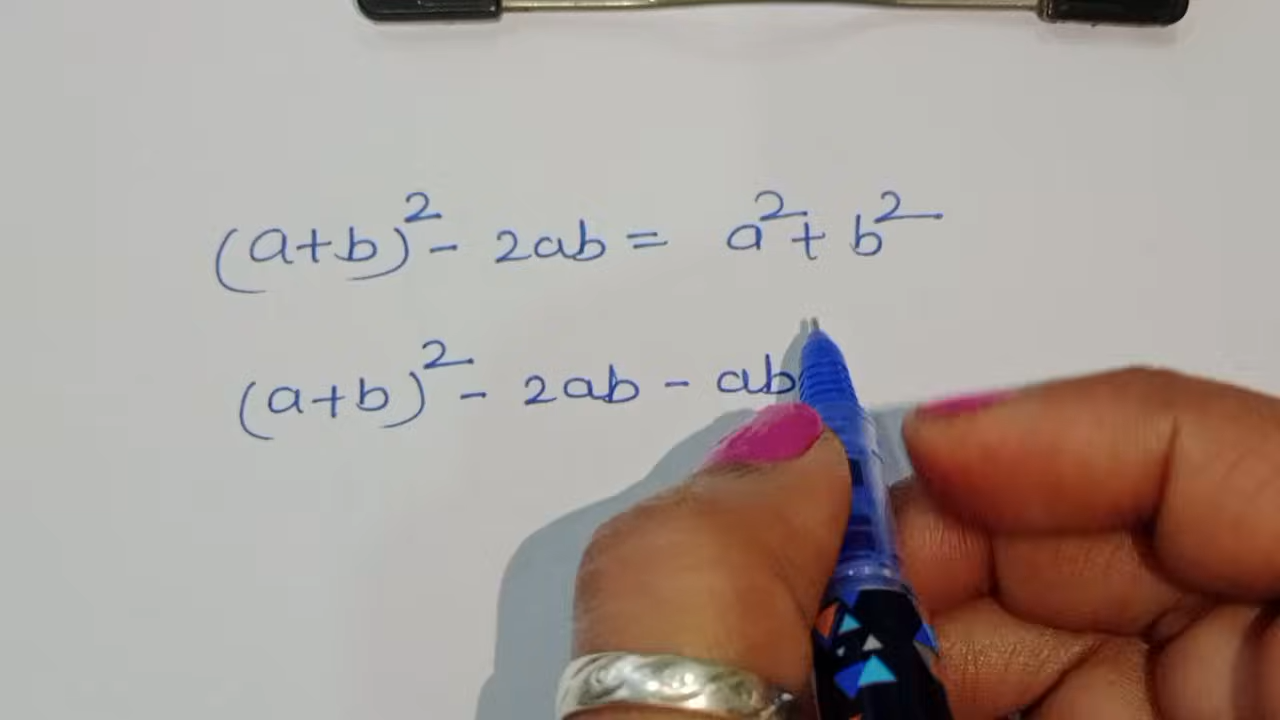 (a+b)² - 2ab = a² + b²
(a+b)² - 2ab - ab